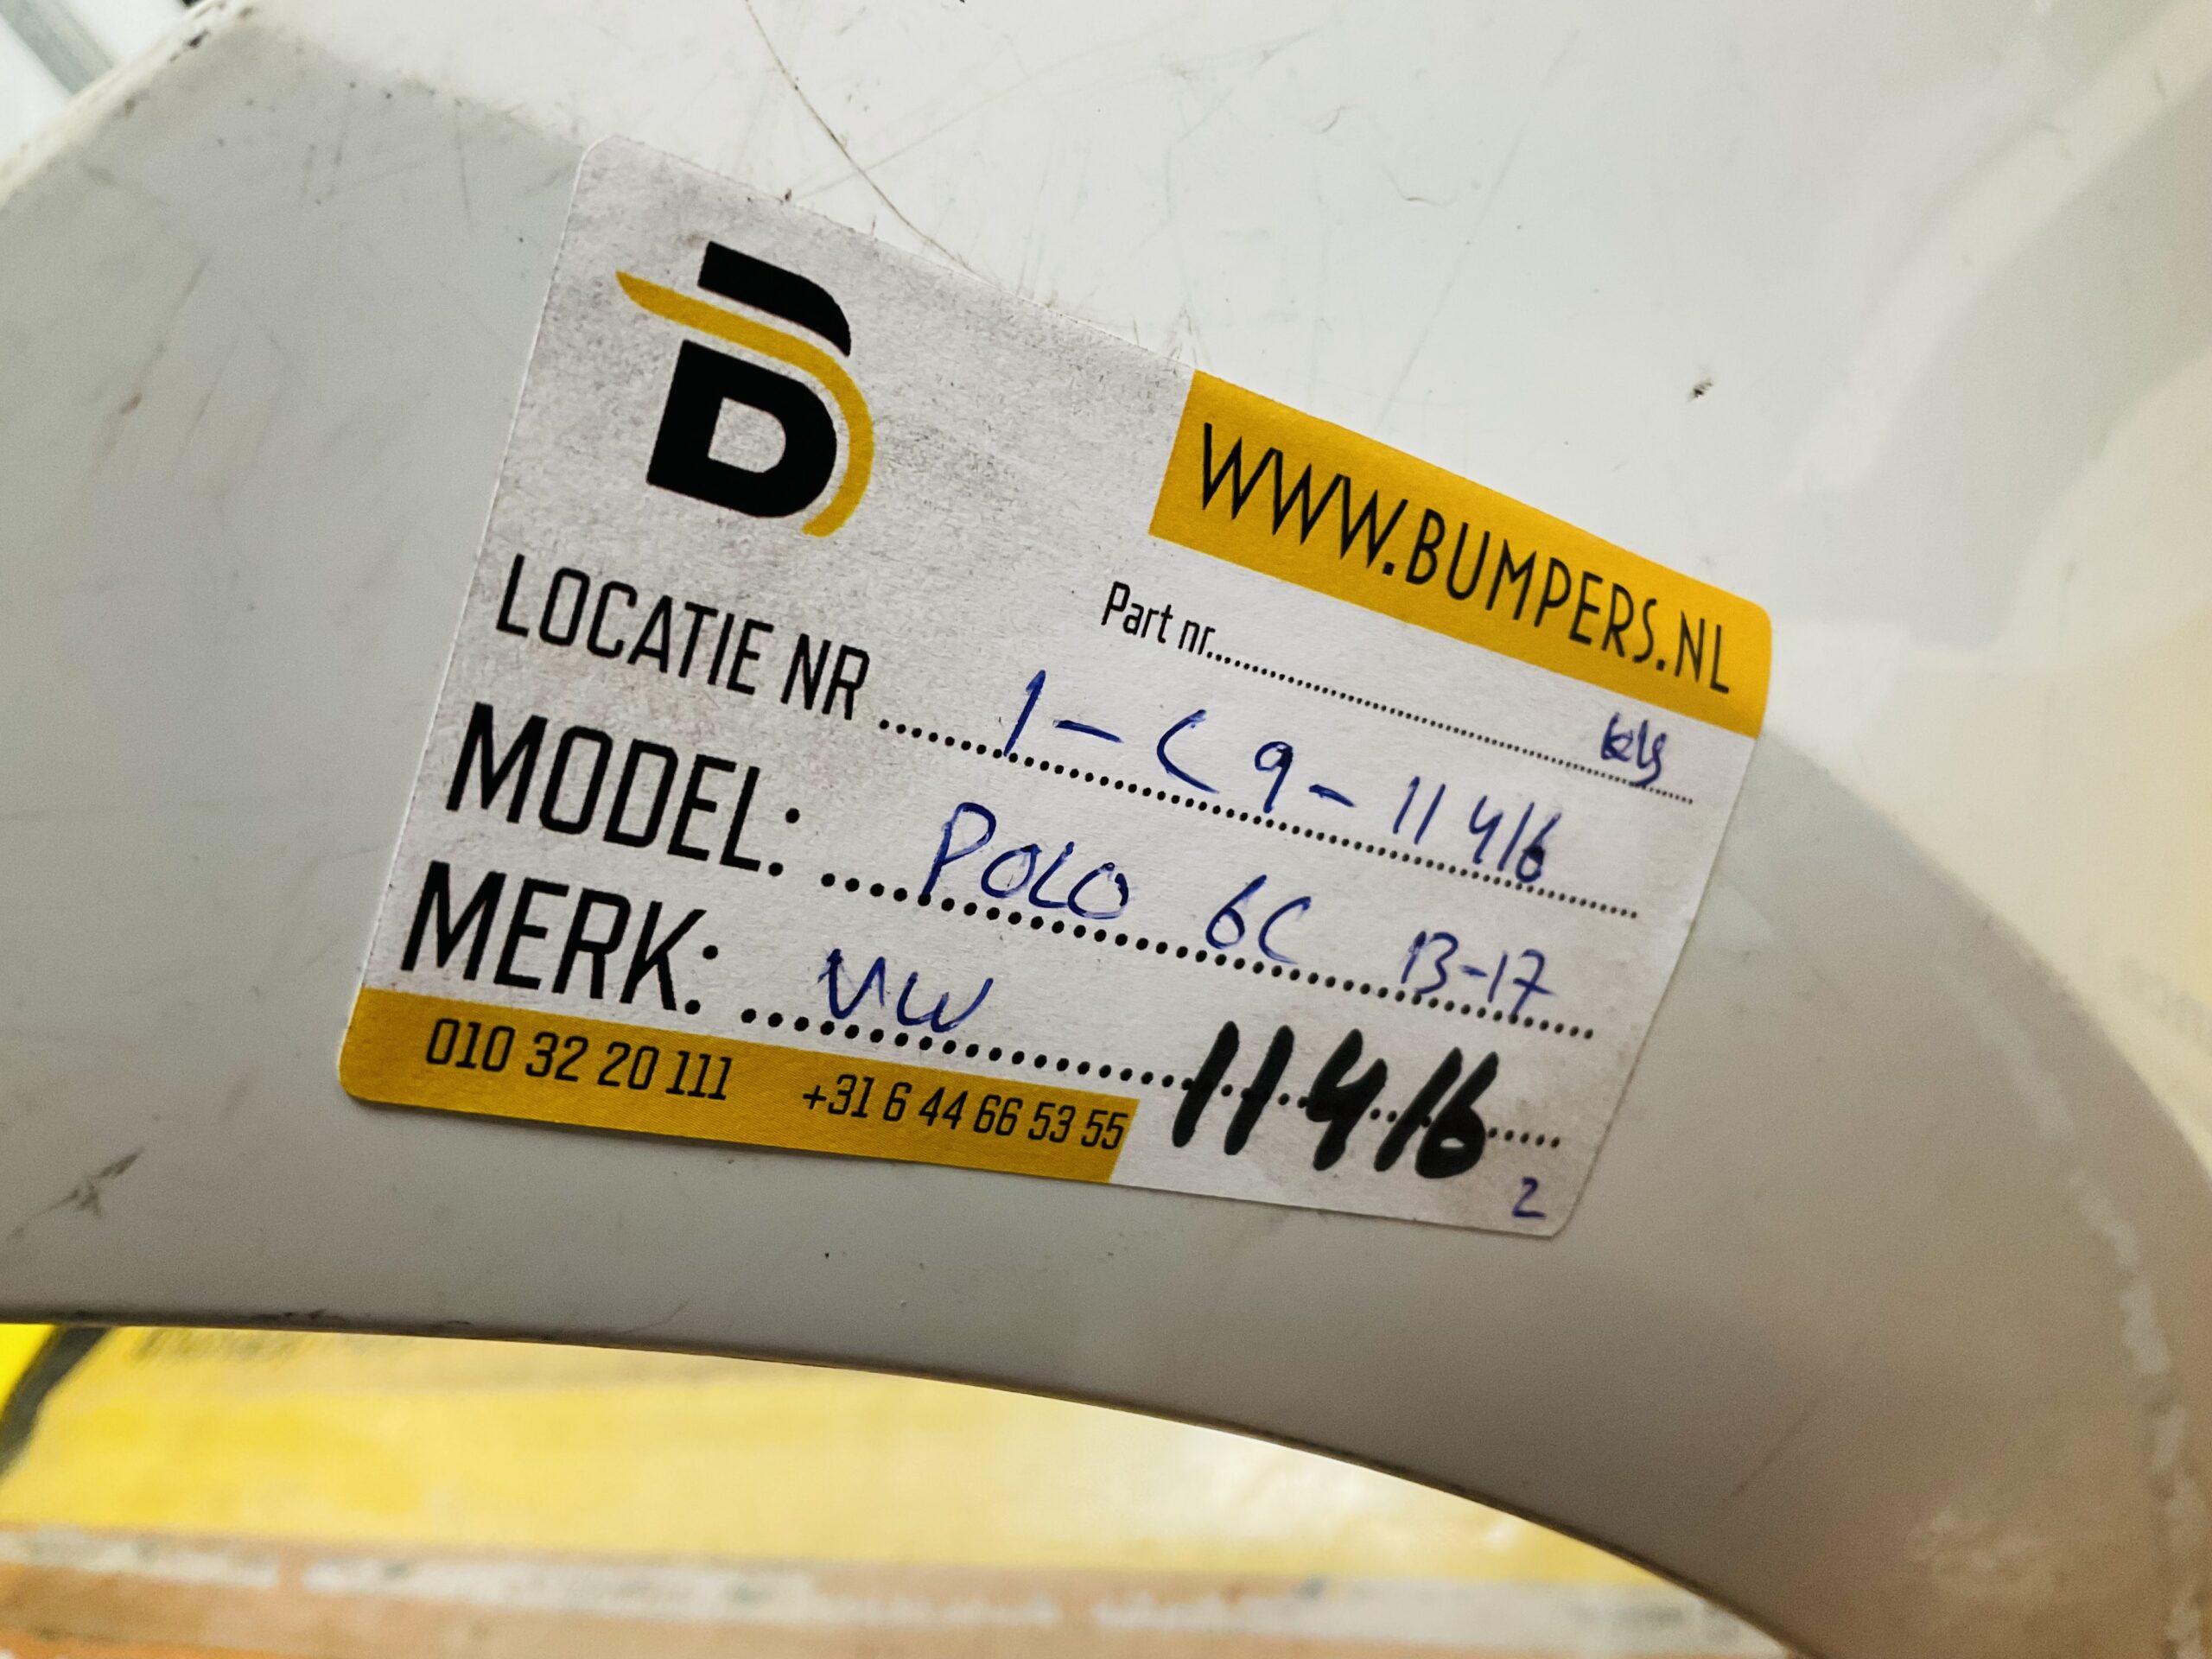 B
WWW.BUMPERS.NL
Part nr.....
LOCATIE NR ..... 1-C9-11416
MODEL: .... POLO 6C 13-17
MERK: .... VW
11416
010 32 20 111 +31 6 44 66 53 55
2